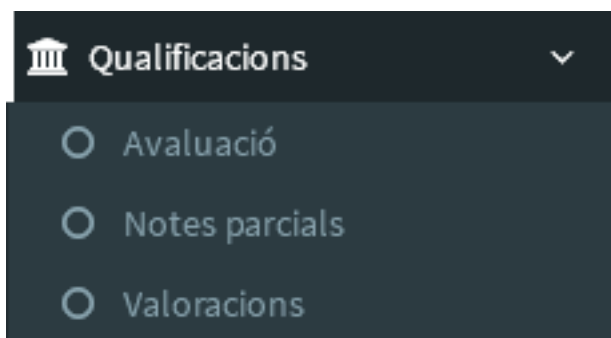 Qualificacions
Avaluació
Notes parcials
Valoracions